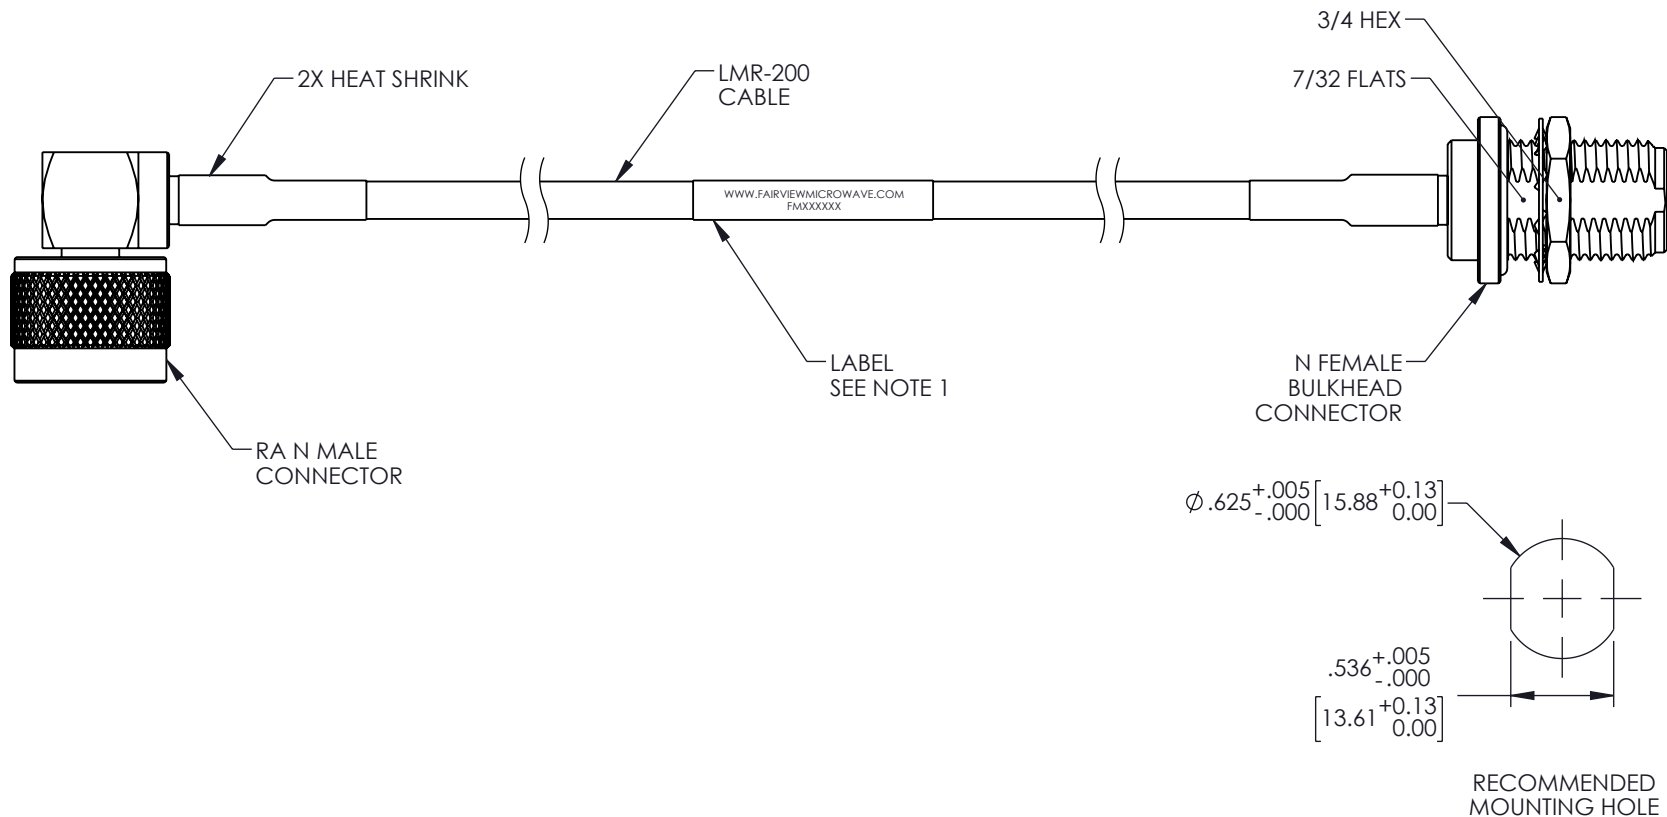 3/4 HEX
7/32 FLATS
2X HEAT SHRINK
LMR-200
CABLE
WWW.FAIRVIEWMICROWAVE.COM
FMXXXXXX
LABEL
SEE NOTE 1
N FEMALE
BULKHEAD
CONNECTOR
RA N MALE
CONNECTOR
Ø.625 +.005 -.000 [15.88 +0.13 0.00]
.536 +.005 -.000
[13.61 +0.13 0.00]
RECOMMENDED
MOUNTING HOLE